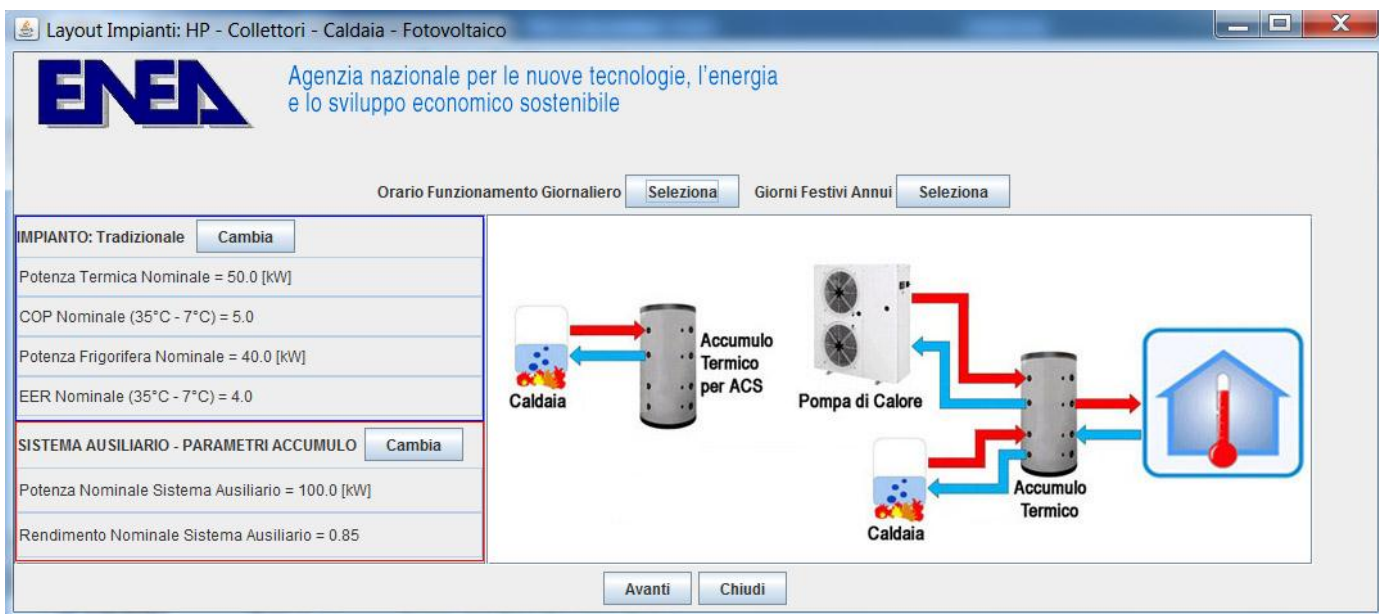 Layout Impianti: HP - Collettori - Caldaia - Fotovoltaico
ENEA
Agenzia nazionale per le nuove tecnologie, l'energia
e lo sviluppo economico sostenibile
Orario Funzionamento Giornaliero Seleziona Giorni Festivi Annui Seleziona
IMPIANTO: Tradizionale Cambia
Potenza Termica Nominale = 50.0 [kW]
COP Nominale (35°C - 7°C) = 5.0
Potenza Frigorifera Nominale = 40.0 [kW]
EER Nominale (35°C - 7°C) = 4.0
SISTEMA AUSILIARIO - PARAMETRI ACCUMULO Cambia
Potenza Nominale Sistema Ausiliario = 100.0 [kW]
Rendimento Nominale Sistema Ausiliario = 0.85
Caldaia
Accumulo
Termico
per ACS
Pompa di Calore
Caldaia
Accumulo
Termico
Avanti Chiudi